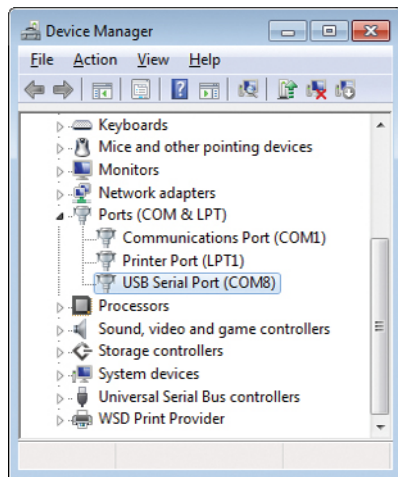 Device Manager
File Action View Help
Keyboards
Mice and other pointing devices
Monitors
Network adapters
Ports (COM & LPT)
Communications Port (COM1)
Printer Port (LPT1)
USB Serial Port (COM8)
Processors
Sound, video and game controllers
Storage controllers
System devices
Universal Serial Bus controllers
WSD Print Provider